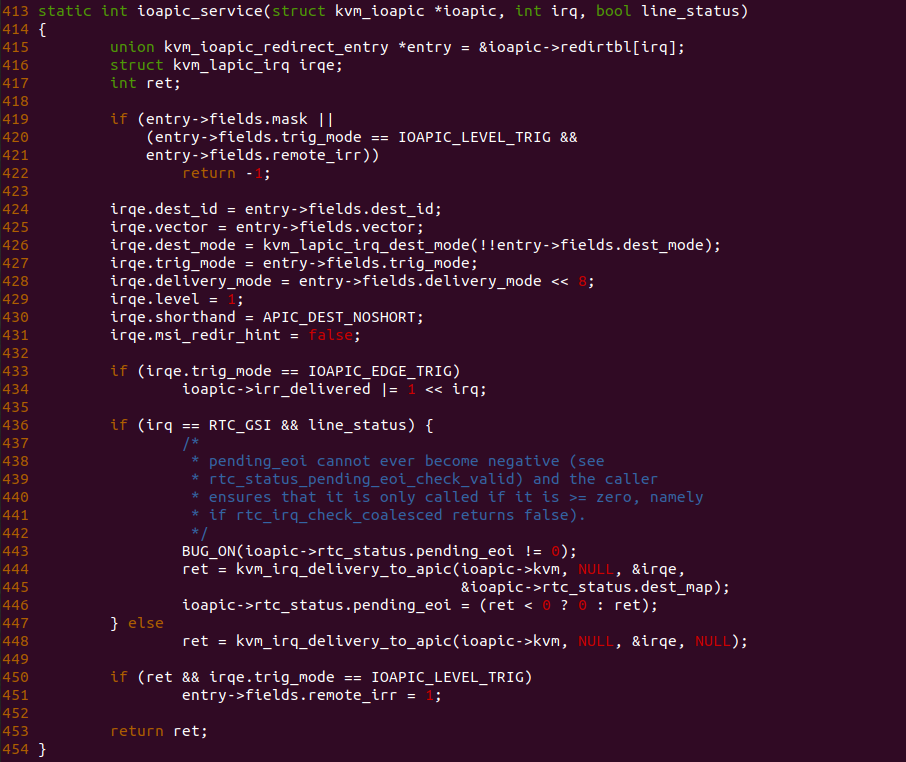 413 static int ioapic_service(struct kvm_ioapic *ioapic, int irq, bool line_status)
414 {
415         union kvm_ioapic_redirect_entry *entry = &ioapic->redirtbl[irq];
416         struct kvm_lapic_irq irqe;
417         int ret;
418
419         if (entry->fields.mask ||
420             (entry->fields.trig_mode == IOAPIC_LEVEL_TRIG &&
421             entry->fields.remote_irr))
422                 return -1;
423
424         irqe.dest_id = entry->fields.dest_id;
425         irqe.vector = entry->fields.vector;
426         irqe.dest_mode = kvm_lapic_irq_dest_mode(!!entry->fields.dest_mode);
427         irqe.trig_mode = entry->fields.trig_mode;
428         irqe.delivery_mode = entry->fields.delivery_mode << 8;
429         irqe.level = 1;
430         irqe.shorthand = APIC_DEST_NOSHORT;
431         irqe.msi_redir_hint = false;
432
433         if (irqe.trig_mode == IOAPIC_EDGE_TRIG)
434                 ioapic->irr_delivered |= 1 << irq;
435
436         if (irq == RTC_GSI && line_status) {
437                 /*
438                  * pending_eoi cannot ever become negative (see
439                  * rtc_status_pending_eoi_check_valid) and the caller
440                  * ensures that it is only called if it is >= zero, namely
441                  * if rtc_irq_check_coalesced returns false).
442                  */
443                 BUG_ON(ioapic->rtc_status.pending_eoi != 0);
444                 ret = kvm_irq_delivery_to_apic(ioapic->kvm, NULL, &irqe,
445                                                &ioapic->rtc_status.dest_map);
446                 ioapic->rtc_status.pending_eoi = (ret < 0 ? 0 : ret);
447         } else
448                 ret = kvm_irq_delivery_to_apic(ioapic->kvm, NULL, &irqe, NULL);
449
450         if (ret && irqe.trig_mode == IOAPIC_LEVEL_TRIG)
451                 entry->fields.remote_irr = 1;
452
453         return ret;
454 }